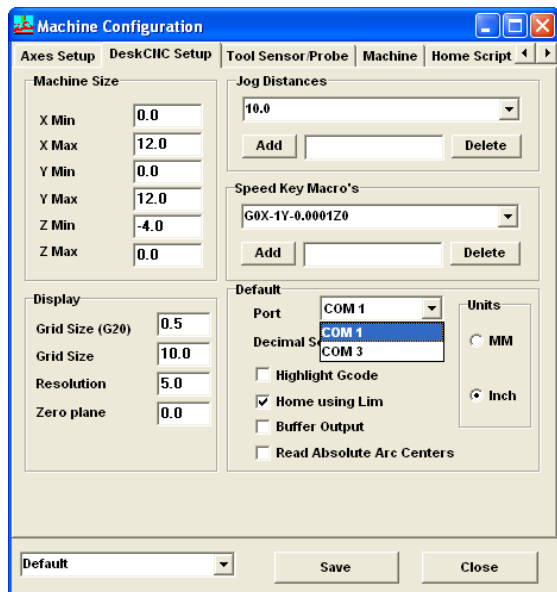 Machine Configuration
Axes Setup DeskCNC Setup Tool Sensor/Probe Machine Home Script
Machine Size
X Min 0.0
X Max 12.0
Y Min 0.0
Y Max 12.0
Z Min -4.0
Z Max 0.0
Jog Distances
10.0
Add Delete
Speed Key Macro's
G0X-1Y-0.0001Z0
Add Delete
Display
Grid Size (G20) 0.5
Grid Size 10.0
Resolution 5.0
Zero plane 0.0
Default
Port COM 1
COM 1
COM 3
Decimal
Highlight Gcode
Home using Lim
Buffer Output
Read Absolute Arc Centers
Units
MM
Inch
Default Save Close